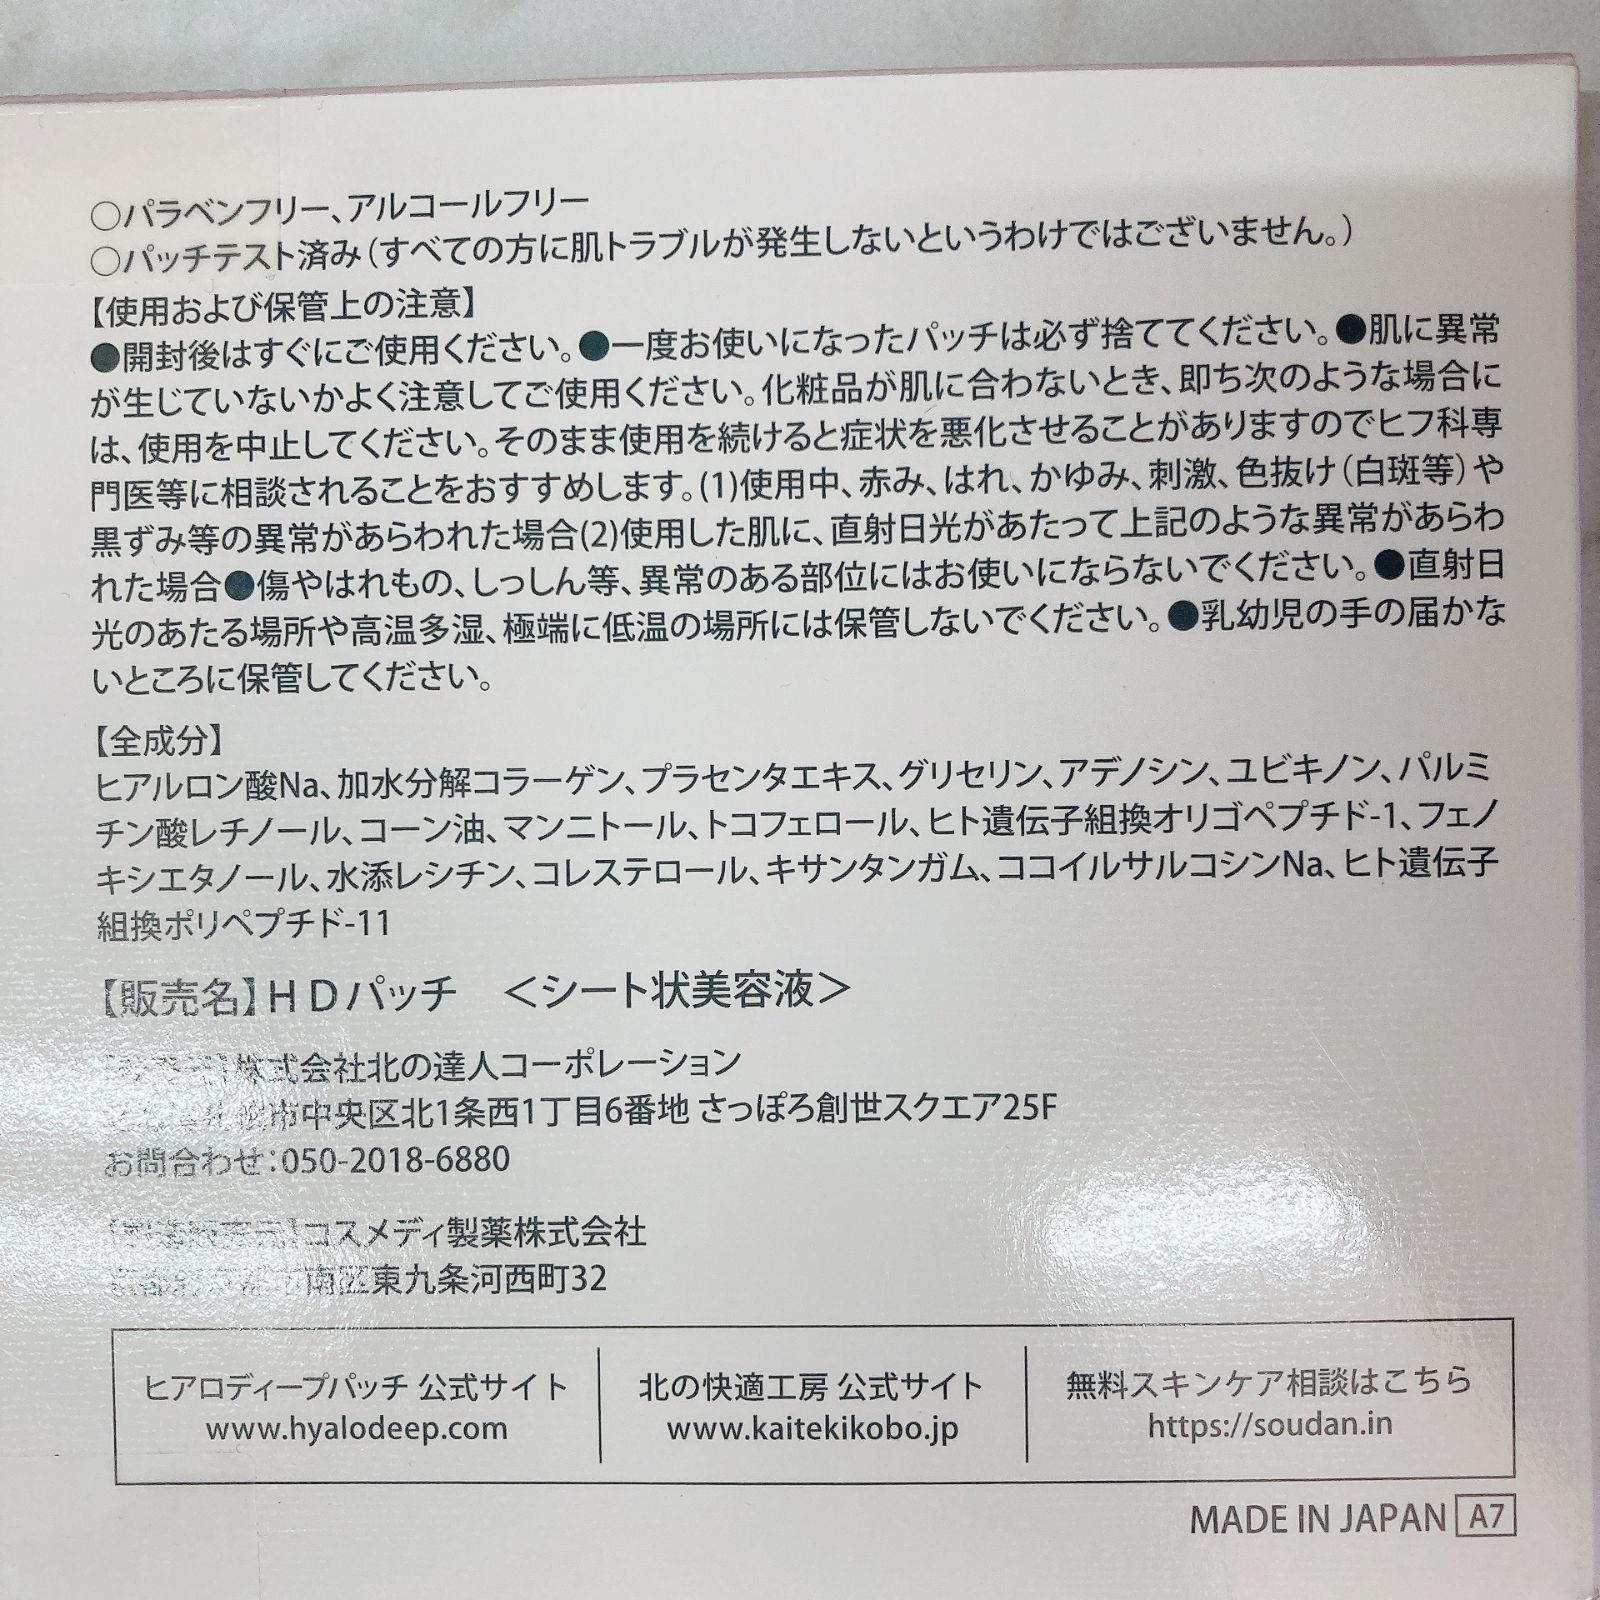 ○パラベンフリー、アルコールフリー
○パッチテスト済み（すべての方に肌トラブルが発生しないというわけではございません。）
【使用および保管上の注意】
●開封後はすぐにご使用ください。●一度お使いになったパッチは必ず捨ててください。●肌に異常
が生じていないかよく注意してご使用ください。化粧品が肌に合わないとき、即ち次のような場合に
は、使用を中止してください。そのまま使用を続けると症状を悪化させることがありますのでヒフ科専
門医等に相談されることをおすすめします。(1)使用中、赤み、はれ、かゆみ、刺激、色抜け（白斑等）や
黒ずみ等の異常があらわれた場合(2)使用した肌に、直射日光があたって上記のような異常があらわ
れた場合●傷やはれもの、しっしん等、異常のある部位にはお使いにならないでください。●直射日
光のあたる場所や高温多湿、極端に低温の場所には保管しないでください。●乳幼児の手の届かな
いところに保管してください。
【全成分】
ヒアルロン酸Na、加水分解コラーゲン、プラセンタエキス、グリセリン、アデノシン、ユビキノン、パルミ
チン酸レチノール、コーン油、マンニトール、トコフェロール、ヒト遺伝子組換オリゴペプチド-1、フェノ
キシエタノール、水添レシチン、コレステロール、キサンタンガム、ココイルサルコシンNa、ヒト遺伝子
組換ポリペプチド-11
【販売名】ＨＤパッチ　＜シート状美容液＞
株式会社北の達人コーポレーション
市中央区北1条西1丁目6番地 さっぽろ創世スクエア25F
お問合わせ：050-2018-6880
コスメディ製薬株式会社
南区東九条河西町32
ヒアロディープパッチ 公式サイト
www.hyalodeep.com
北の快適工房 公式サイト
www.kaitekikobo.jp
無料スキンケア相談はこちら
https://soudan.in
MADE IN JAPAN A7